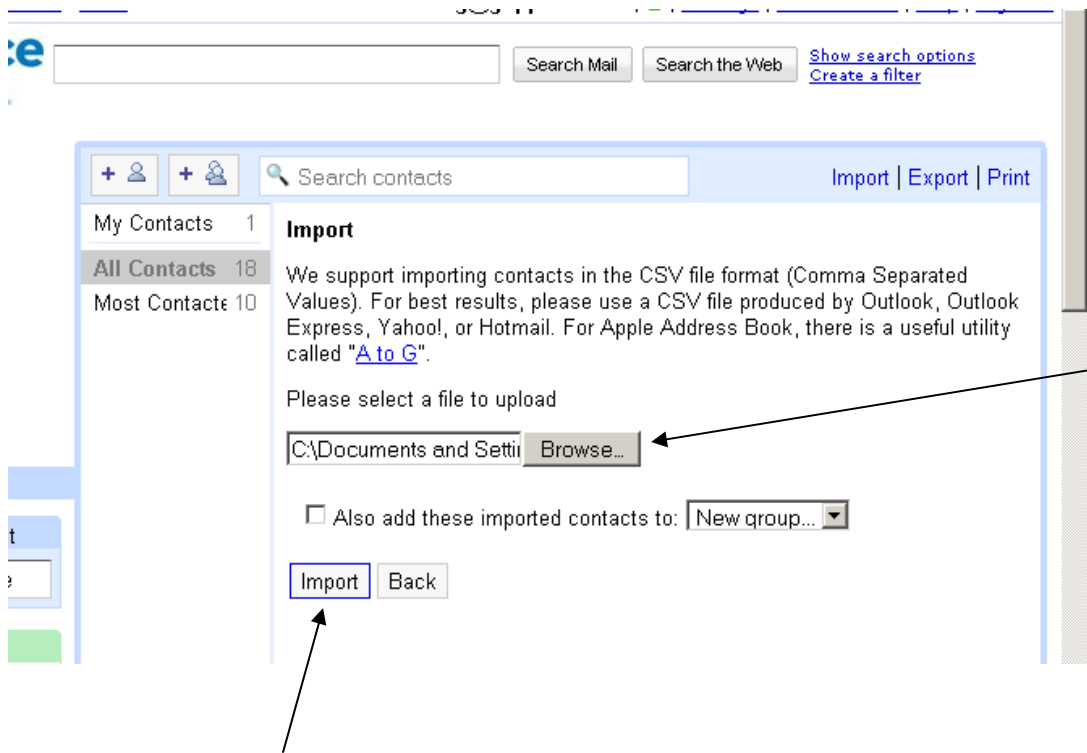 ce
Search Mail
Search the Web
Show search options
Create a filter
Search contacts
Import | Export | Print
My Contacts 1
All Contacts 18
Most Contacte 10
Import
We support importing contacts in the CSV file format (Comma Separated
Values). For best results, please use a CSV file produced by Outlook, Outlook
Express, Yahoo!, or Hotmail. For Apple Address Book, there is a useful utility
called "A to G".
Please select a file to upload
C:\Documents and Settin Browse...
Also add these imported contacts to: New group...
t
e
Import Back